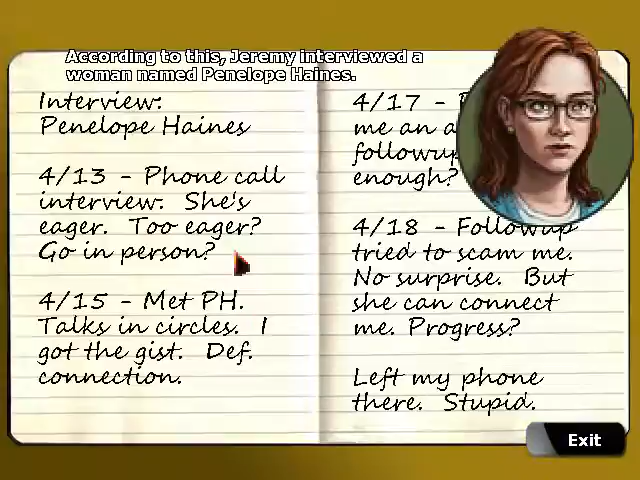 According to this, Jeremy interviewed a
woman named Penelope Haines.
Interview:
Penelope Haines
4/13 - Phone call
interview. She's
eager. Too eager?
Go in person?
4/15 - Met PH.
Talks in circles. I
got the gist. Def.
connection.
4/17 -
me an
followup
enough?
4/18 - Followup
tried to scam me.
No surprise. But
she can connect
me. Progress?
Left my phone
there. Stupid.
Exit